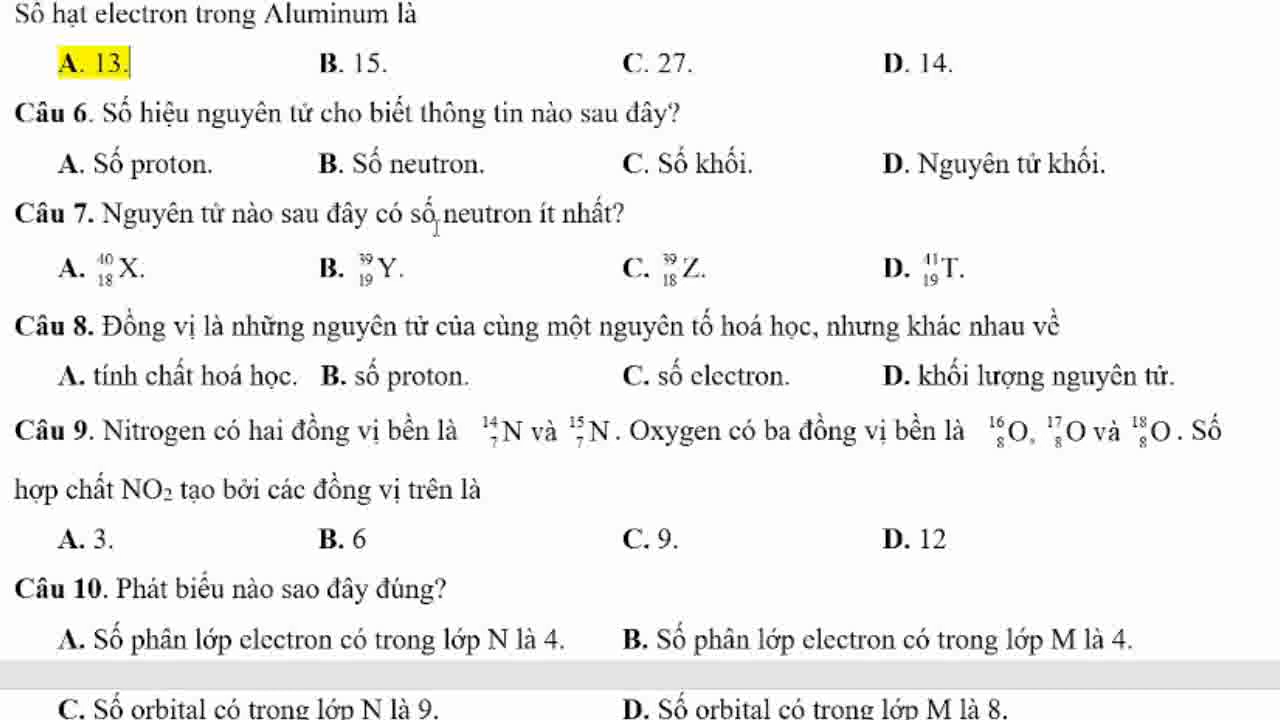 Số hạt electron trong Aluminum là
A. 13. B. 15. C. 27. D. 14.
Câu 6. Số hiệu nguyên tử cho biết thông tin nào sau đây?
A. Số proton. B. Số neutron. C. Số khối. D. Nguyên tử khối.
Câu 7. Nguyên tử nào sau đây có số neutron ít nhất?
A. ⁴⁰₁₈X. B. ³⁹₁₉Y. C. ³⁹₁₈Z. D. ⁴¹₁₉T.
Câu 8. Đồng vị là những nguyên tử của cùng một nguyên tố hoá học, nhưng khác nhau về
A. tính chất hoá học. B. số proton. C. số electron. D. khối lượng nguyên tử.
Câu 9. Nitrogen có hai đồng vị bền là ¹⁴₇N và ¹⁵₇N. Oxygen có ba đồng vị bền là ¹⁶₈O, ¹⁷₈O và ¹⁸₈O. Số
hợp chất NO₂ tạo bởi các đồng vị trên là
A. 3. B. 6 C. 9. D. 12
Câu 10. Phát biểu nào sao đây đúng?
A. Số phân lớp electron có trong lớp N là 4. B. Số phân lớp electron có trong lớp M là 4.
C. Số orbital có trong lớp N là 9. D. Số orbital có trong lớp M là 8.